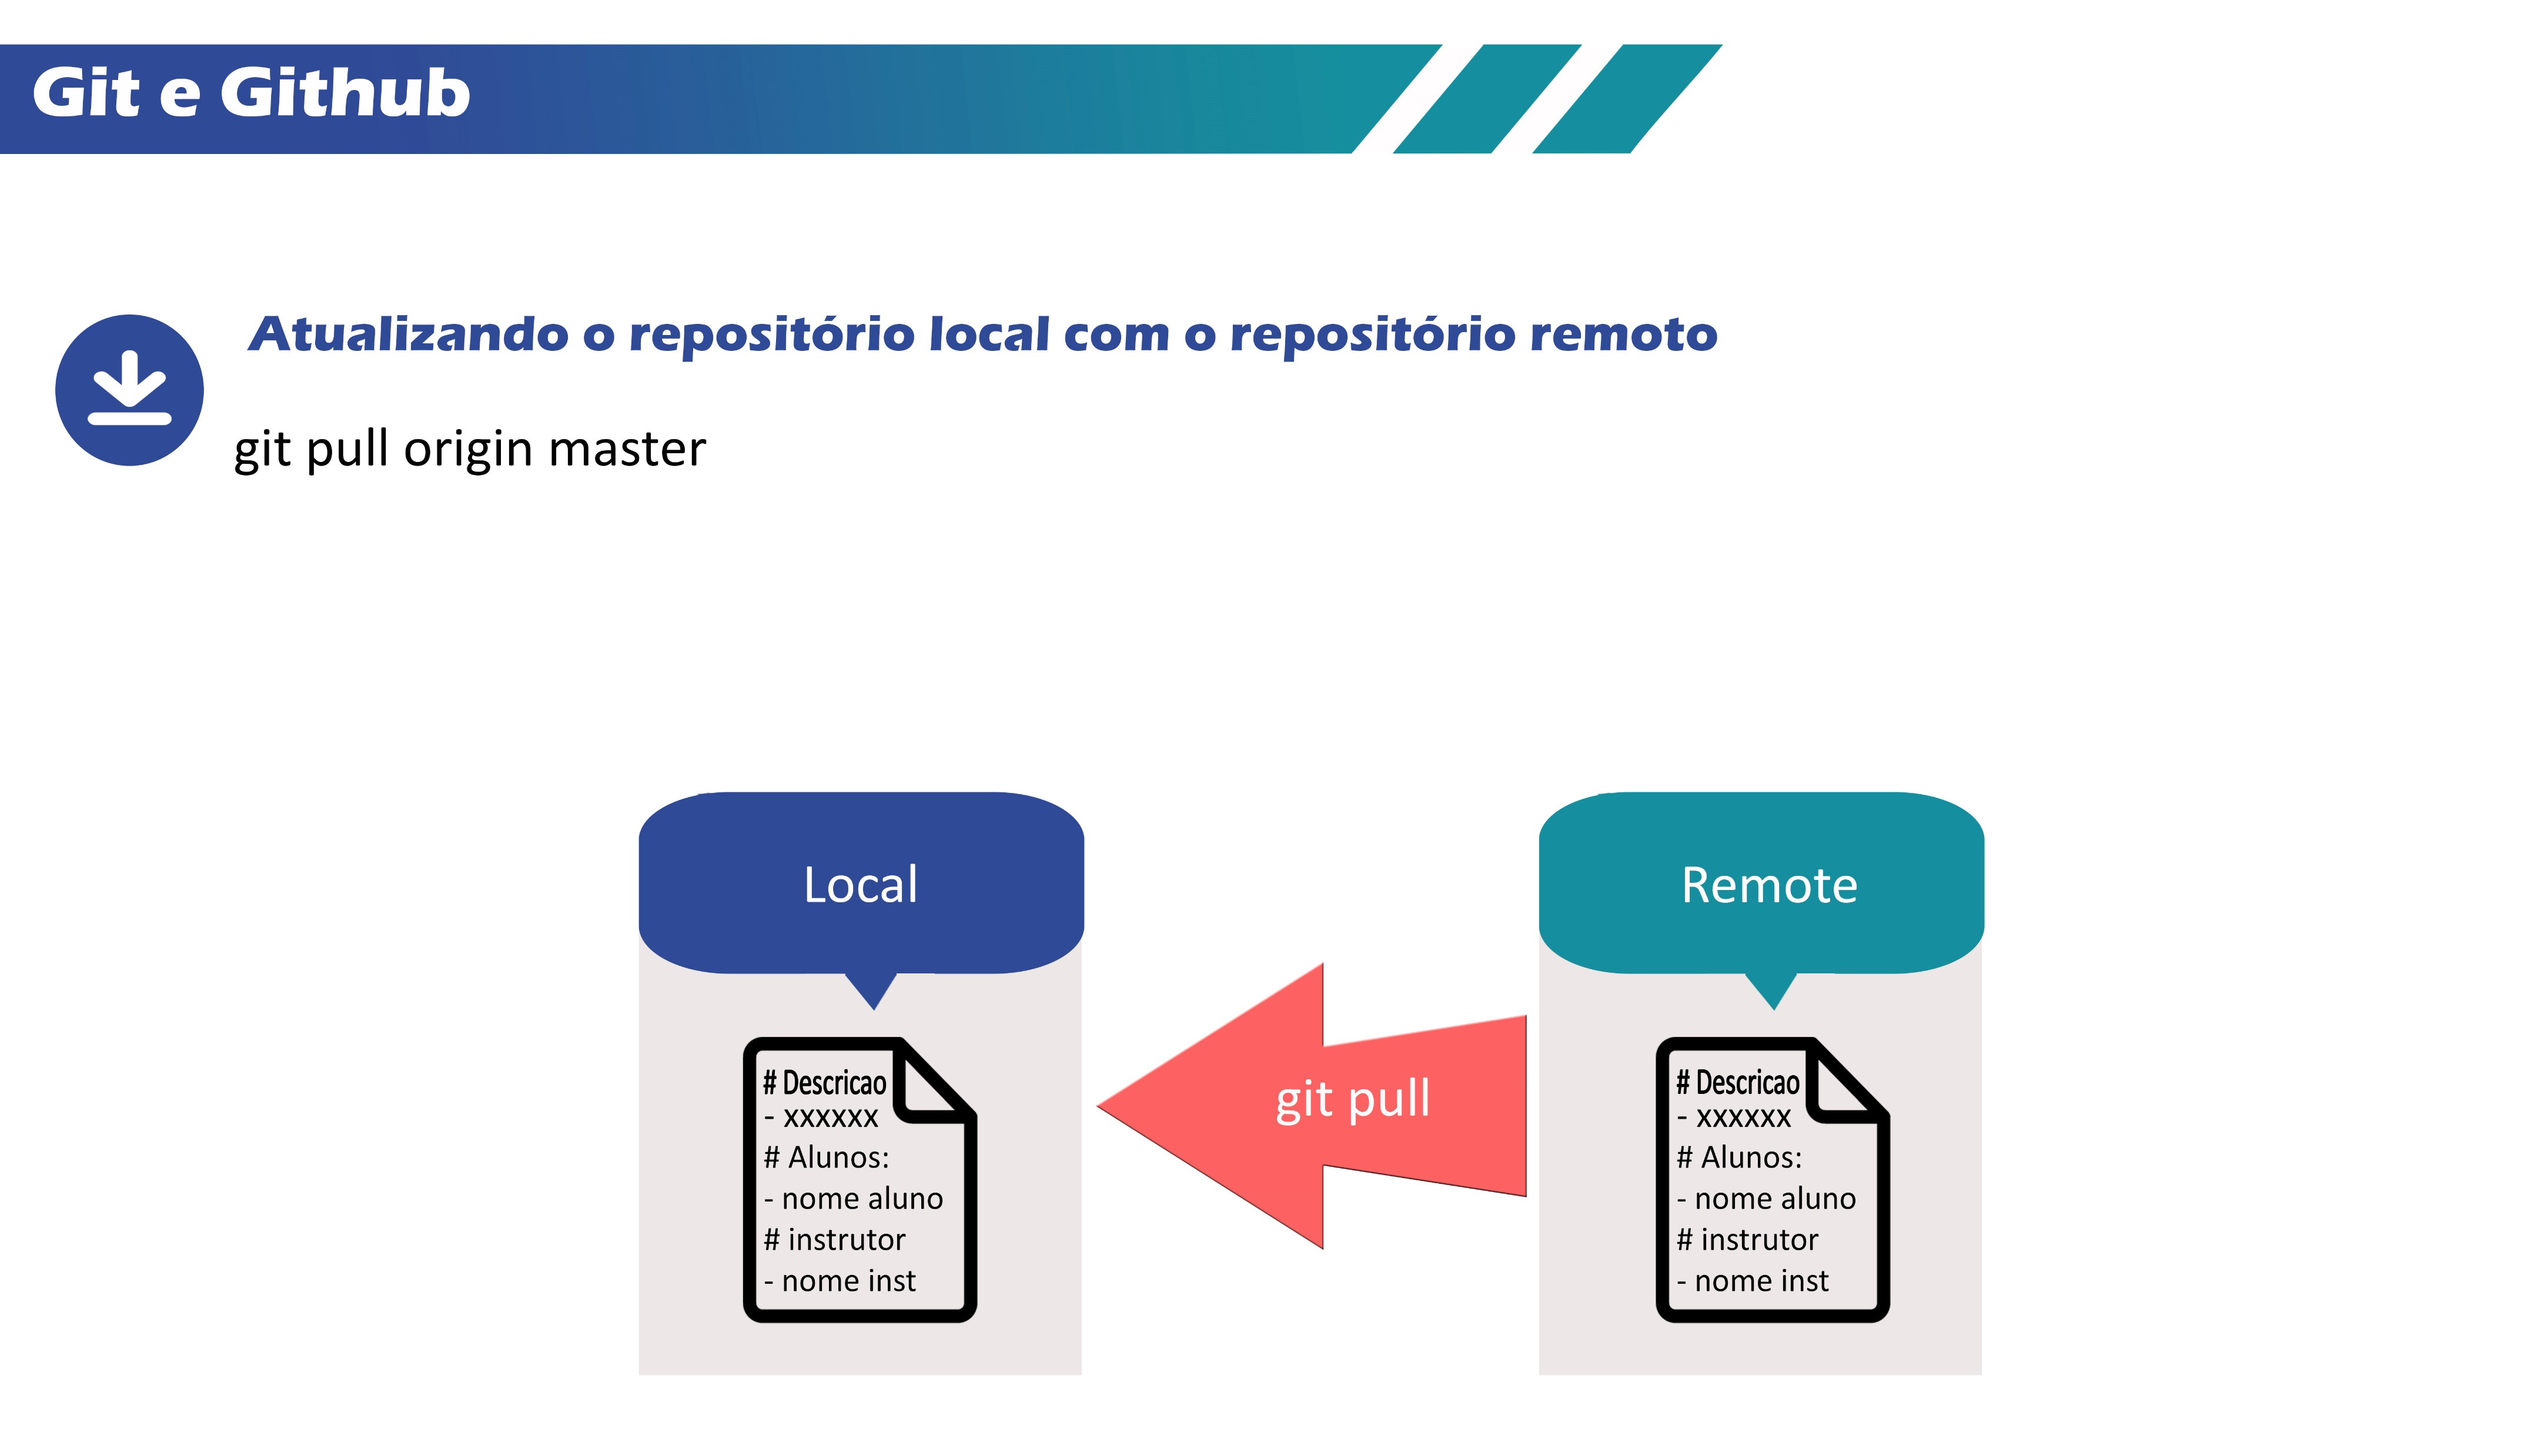 Git e Github
Atualizando o repositório local com o repositório remoto
git pull origin master
Local
# Descricao
- xxxxxx
# Alunos:
- nome aluno
# instrutor
- nome inst
git pull
Remote
# Descricao
- xxxxxx
# Alunos:
- nome aluno
# instrutor
- nome inst